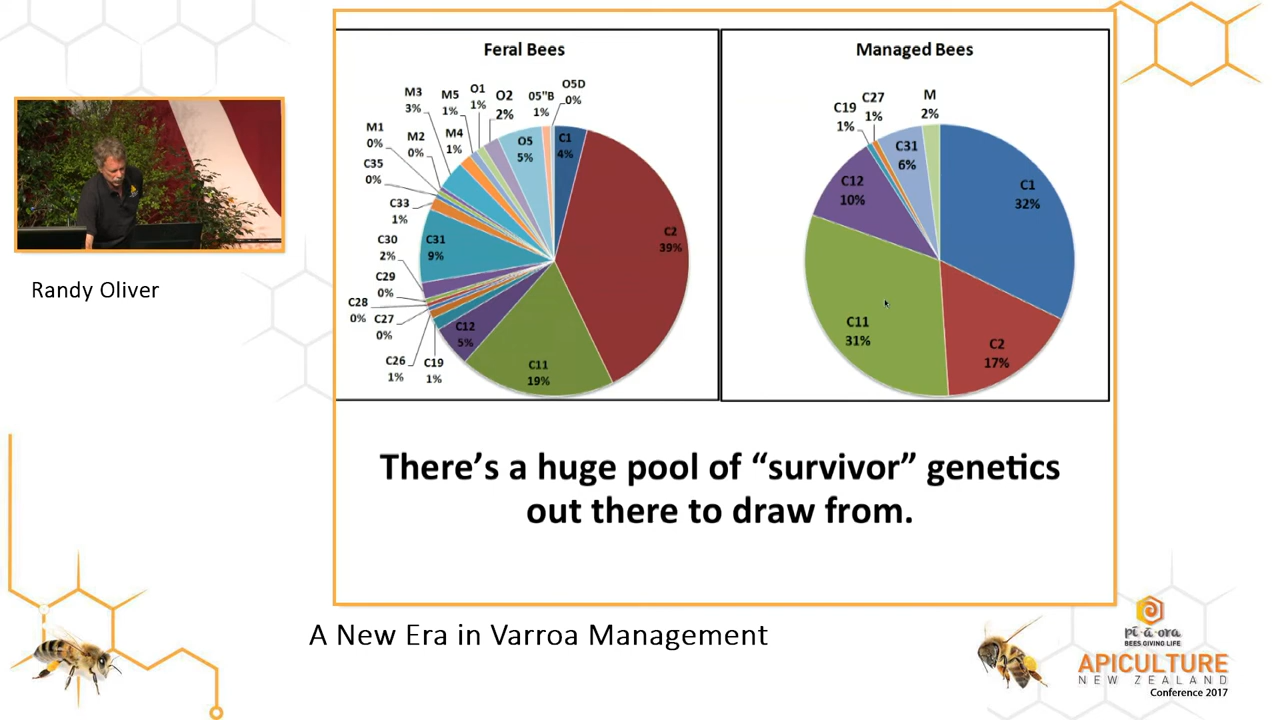 Feral Bees
M3
3%
M5
1%
O1
1%
O2
2%
05"B
1%
O5D
0%
M1
0%
M2
0%
M4
1%
O5
5%
C1
4%
C35
0%
C33
1%
C31
9%
C30
2%
C29
0%
C28
0%
C27
0%
C26
1%
C19
1%
C12
5%
C11
19%
C2
39%
Managed Bees
C19
1%
C27
1%
M
2%
C31
6%
C12
10%
C1
32%
C11
31%
C2
17%
Randy Oliver
There's a huge pool of “survivor” genetics
out there to draw from.
A New Era in Varroa Management
pī-ā-ora
BEES GIVING LIFE
APICULTURE
NEW ZEALAND
Conference 2017